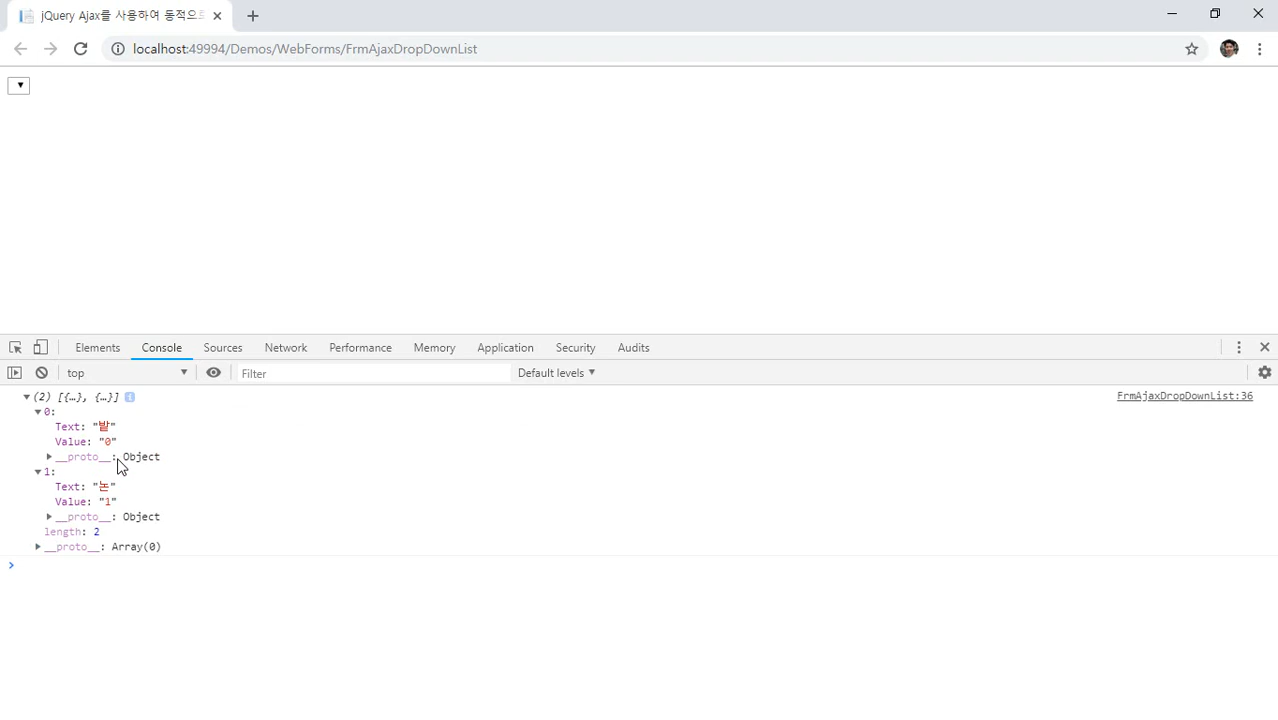 jQuery Ajax를 사용하여 동적으로
localhost:49994/Demos/WebForms/FrmAjaxDropDownList
Elements Console Sources Network Performance Memory Application Security Audits
top Filter Default levels
(2) [{…}, {…}] FrmAjaxDropDownList:36
0:
Text: "밭"
Value: "0"
__proto__: Object
1:
Text: "논"
Value: "1"
__proto__: Object
length: 2
__proto__: Array(0)